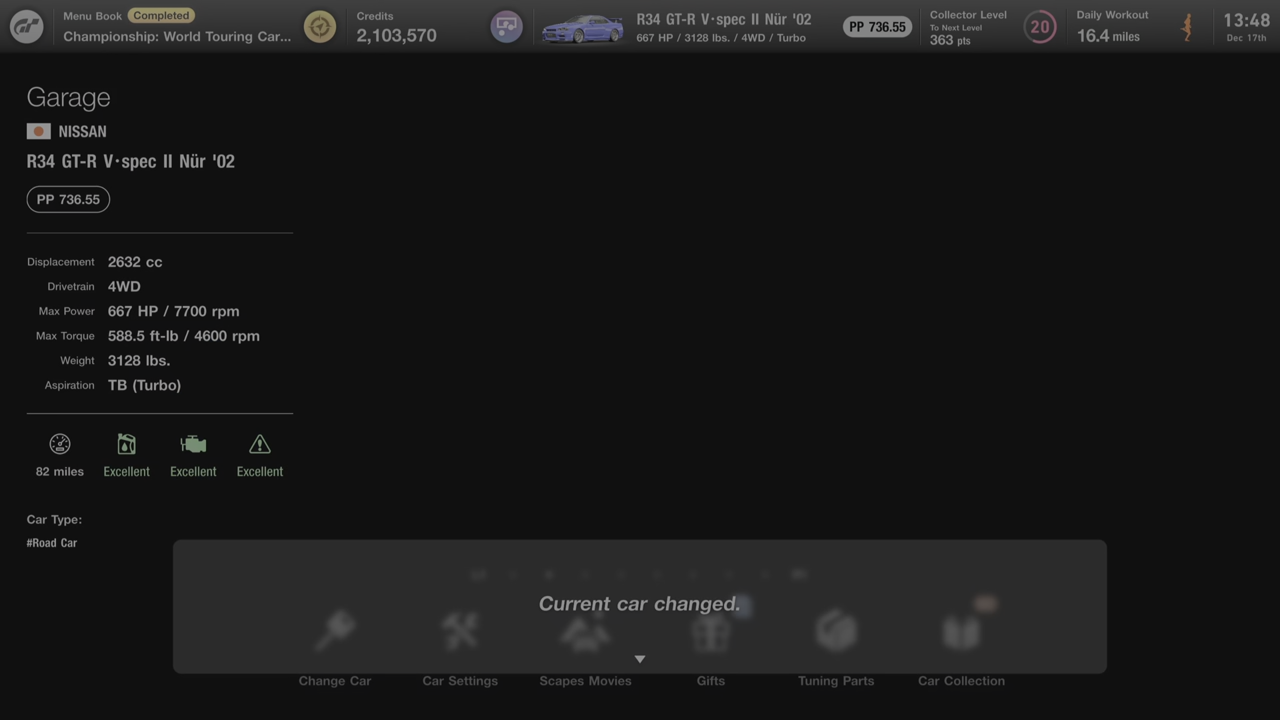 Menu Book Completed
Championship: World Touring Car...
Credits
2,103,570
R34 GT-R V·spec II Nür '02
667 HP / 3128 lbs. / 4WD / Turbo
PP 736.55
Collector Level
To Next Level
363 pts
20
Daily Workout
16.4 miles
13:48
Dec 17th
Garage
NISSAN
R34 GT-R V·spec II Nür '02
PP 736.55
Displacement 2632 cc
Drivetrain 4WD
Max Power 667 HP / 7700 rpm
Max Torque 588.5 ft-lb / 4600 rpm
Weight 3128 lbs.
Aspiration TB (Turbo)
82 miles Excellent Excellent Excellent
Car Type:
#Road Car
Current car changed.
Change Car Car Settings Scapes Movies Gifts Tuning Parts Car Collection